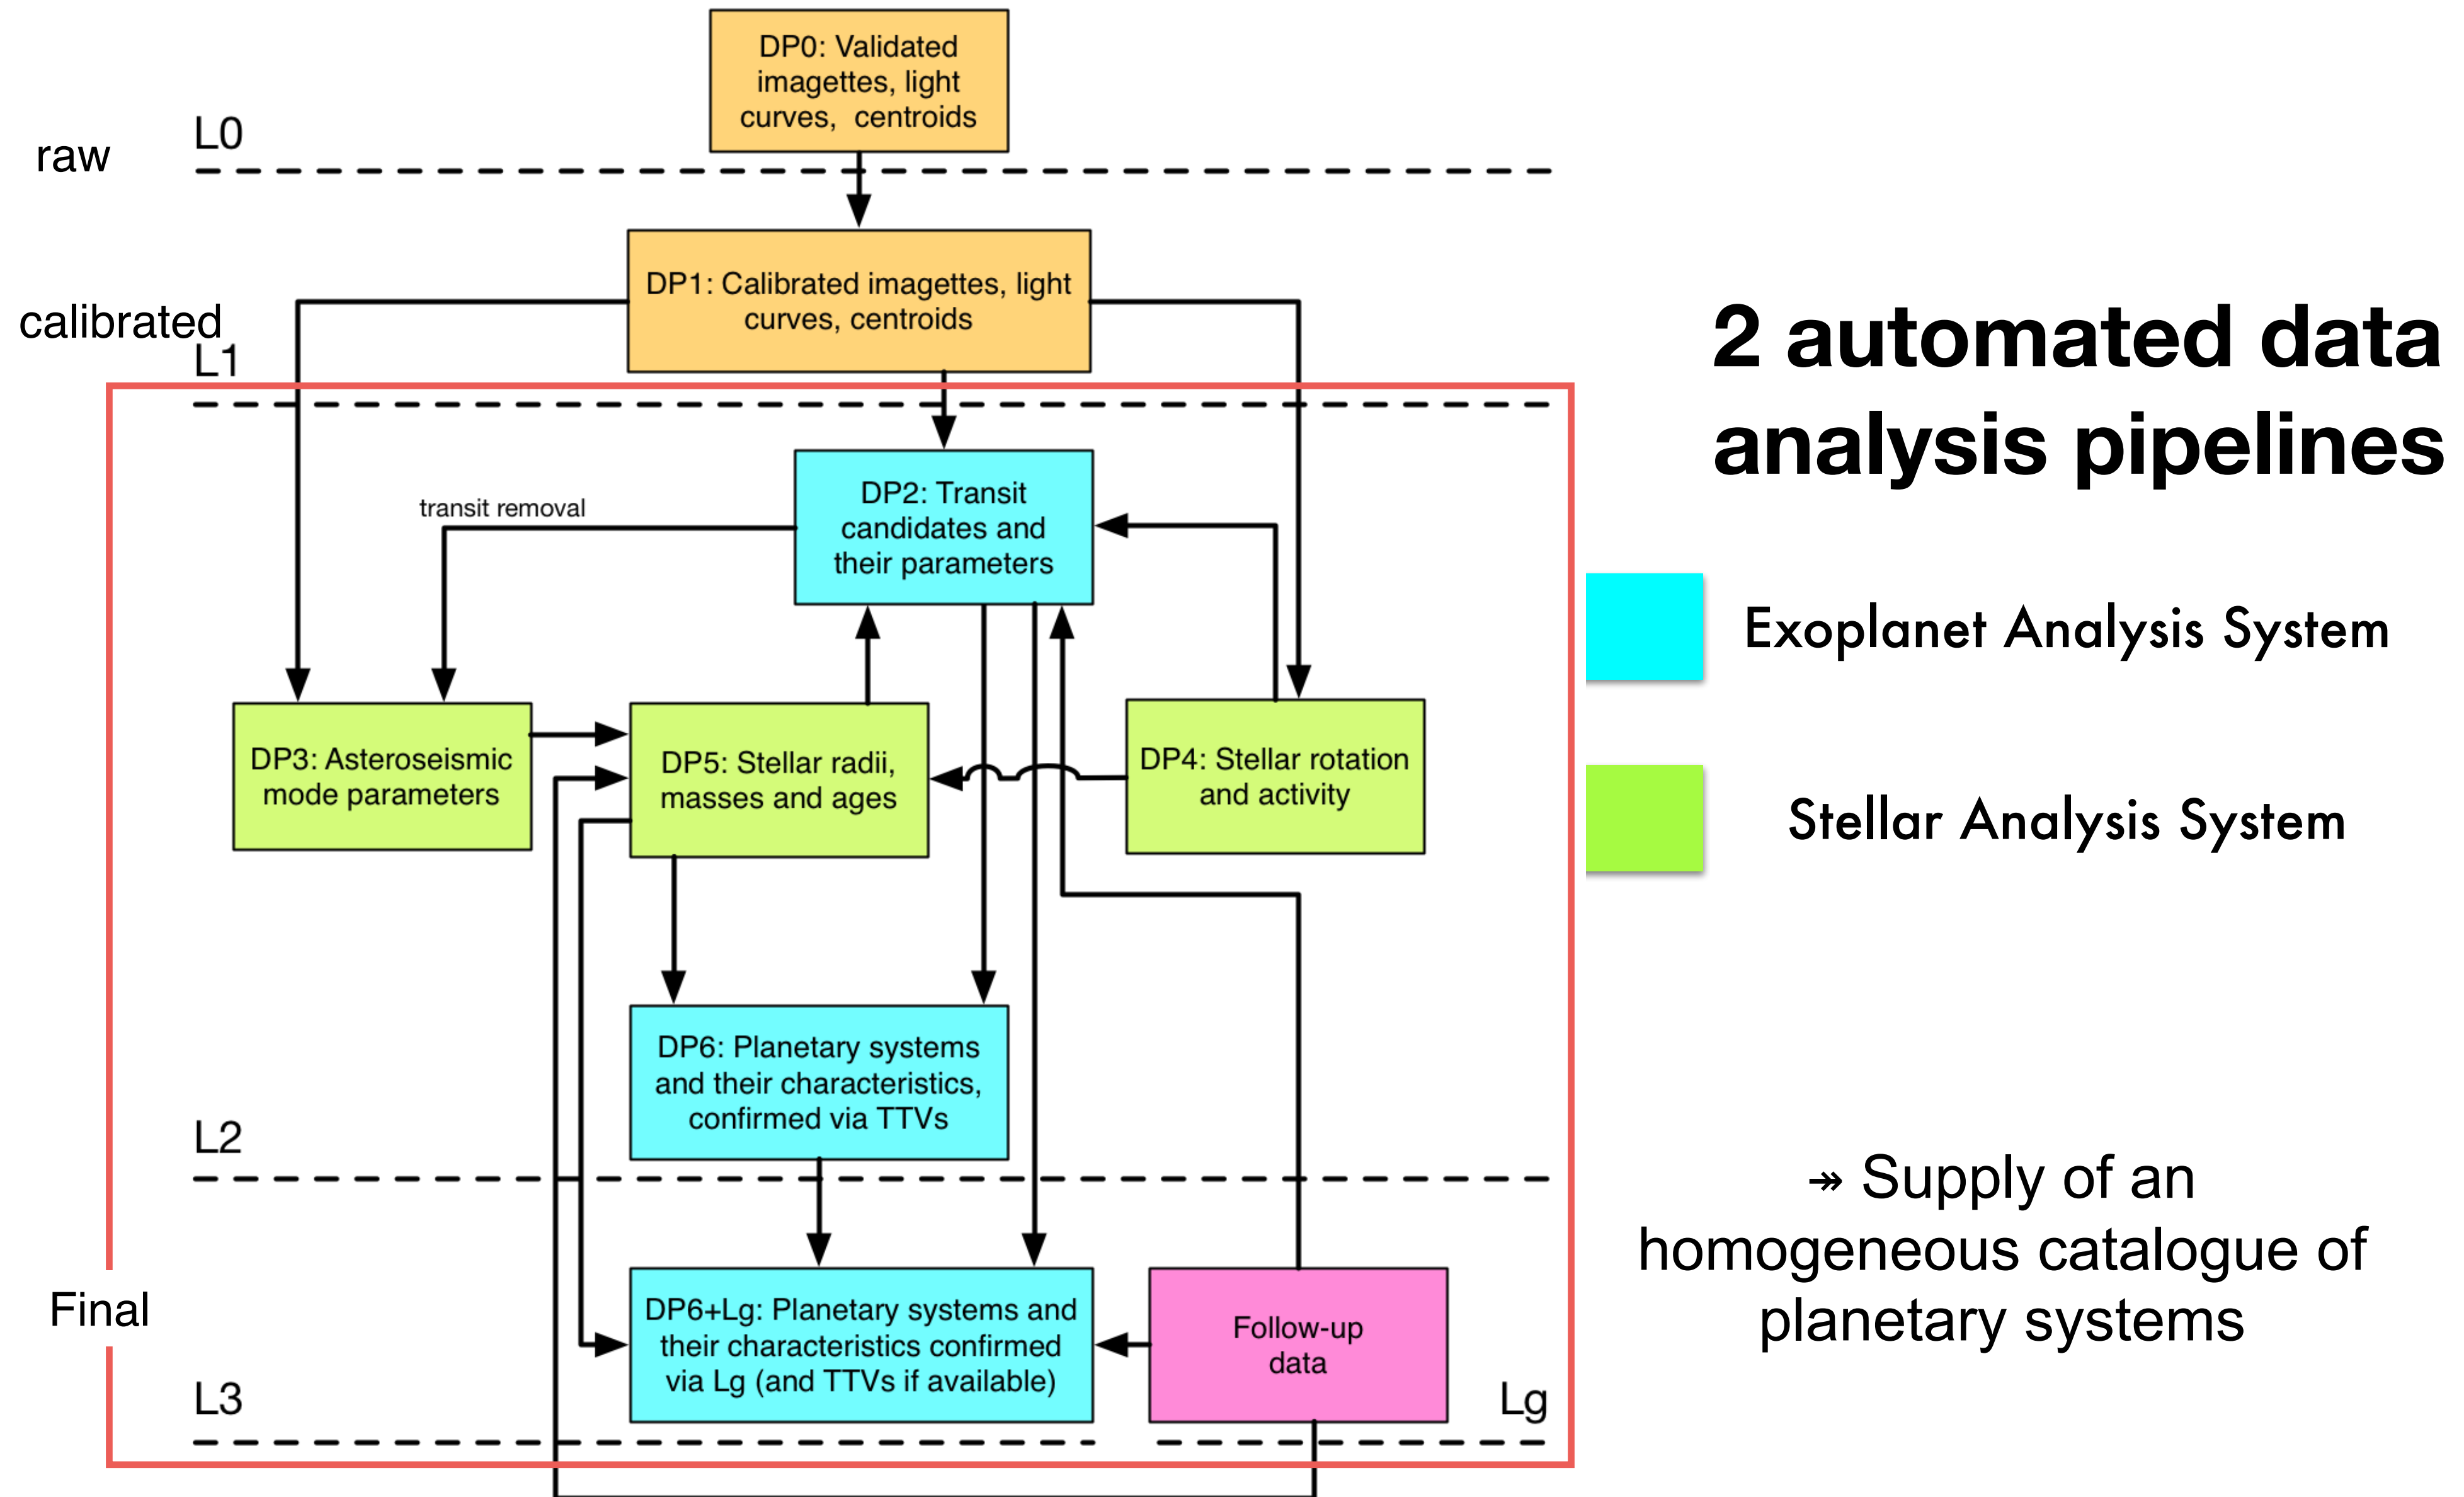 DP0: Validated
imagettes, light
curves, centroids
L0
raw
DP1: Calibrated imagettes, light
curves, centroids
calibrated
L1
2 automated data
analysis pipelines
DP2: Transit
candidates and
their parameters
transit removal
Exoplanet Analysis System
DP3: Asteroseismic
mode parameters
DP5: Stellar radii,
masses and ages
DP4: Stellar rotation
and activity
Stellar Analysis System
DP6: Planetary systems
and their characteristics,
confirmed via TTVs
L2
↠ Supply of an
homogeneous catalogue of
planetary systems
Final
DP6+Lg: Planetary systems and
their characteristics confirmed
via Lg (and TTVs if available)
Follow-up
data
L3
Lg